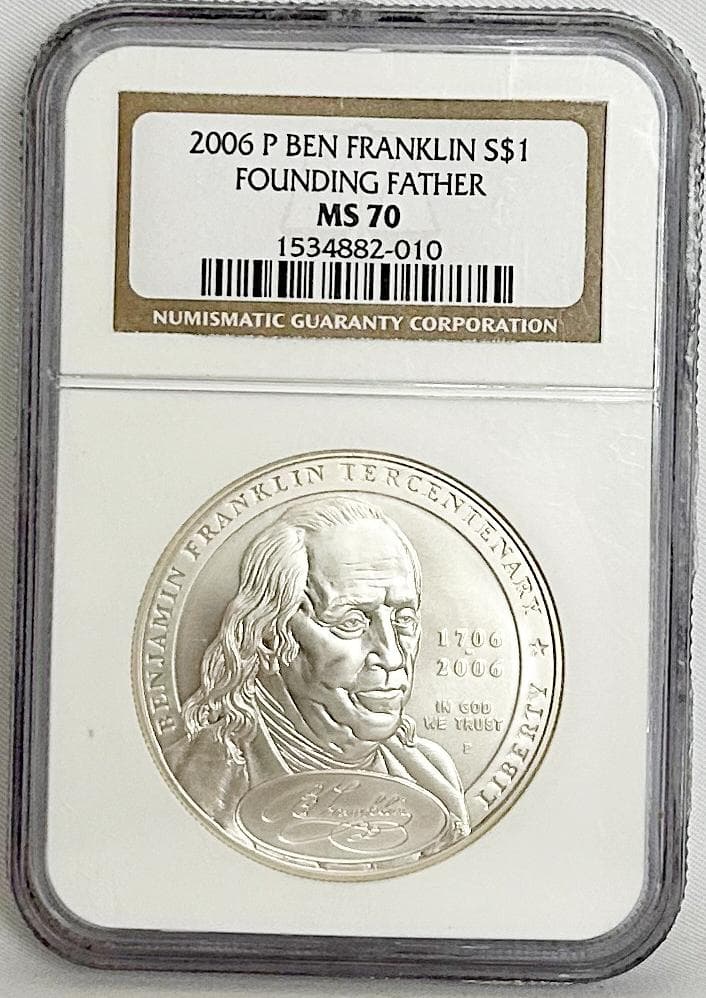 2006 P BEN FRANKLIN S$1
FOUNDING FATHER
MS 70
1534882-010
NUMISMATIC GUARANTY CORPORATION
BENJAMIN FRANKLIN TERCENTENARY ★ LIBERTY
1706
-
2006
IN GOD
WE TRUST
P
B Franklin